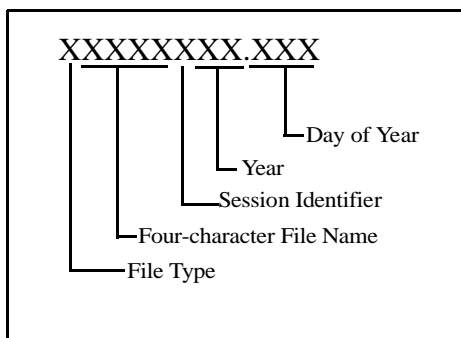 XXXXXXXX.XXX
Day of Year
Year
Session Identifier
Four-character File Name
File Type